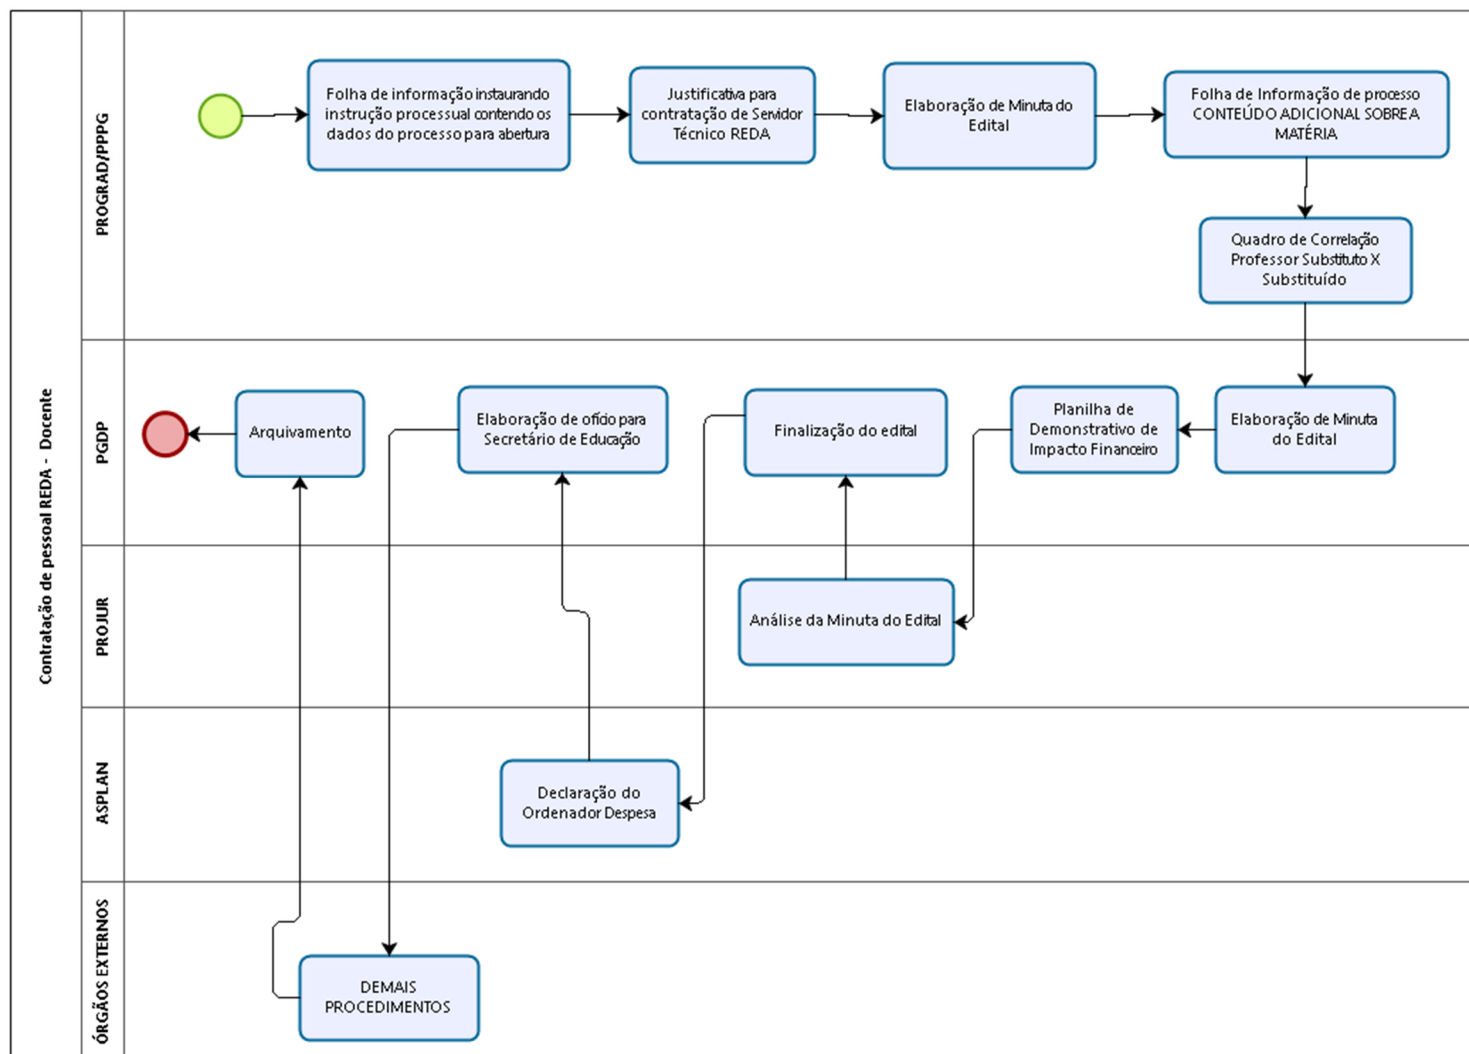 Contratação de pessoal REDA - Docente
PROGRAD/PPPG
Folha de informação instaurando
instrução processual contendo os
dados do processo para abertura
Justificativa para
contratação de Servidor
Técnico REDA
Elaboração de Minuta do
Edital
Folha de Informação de processo
CONTEÚDO ADICIONAL SOBRE A
MATÉRIA
Quadro de Correlação
Professor Substituto X
Substituído
PGDP
Arquivamento
Elaboração de ofício para
Secretário de Educação
Finalização do edital
Planilha de
Demonstrativo de
Impacto Financeiro
Elaboração de Minuta
do Edital
PROJUR
Análise da Minuta do Edital
ASPLAN
Declaração do
Ordenador Despesa
ÓRGÃOS EXTERNOS
DEMAIS
PROCEDIMENTOS